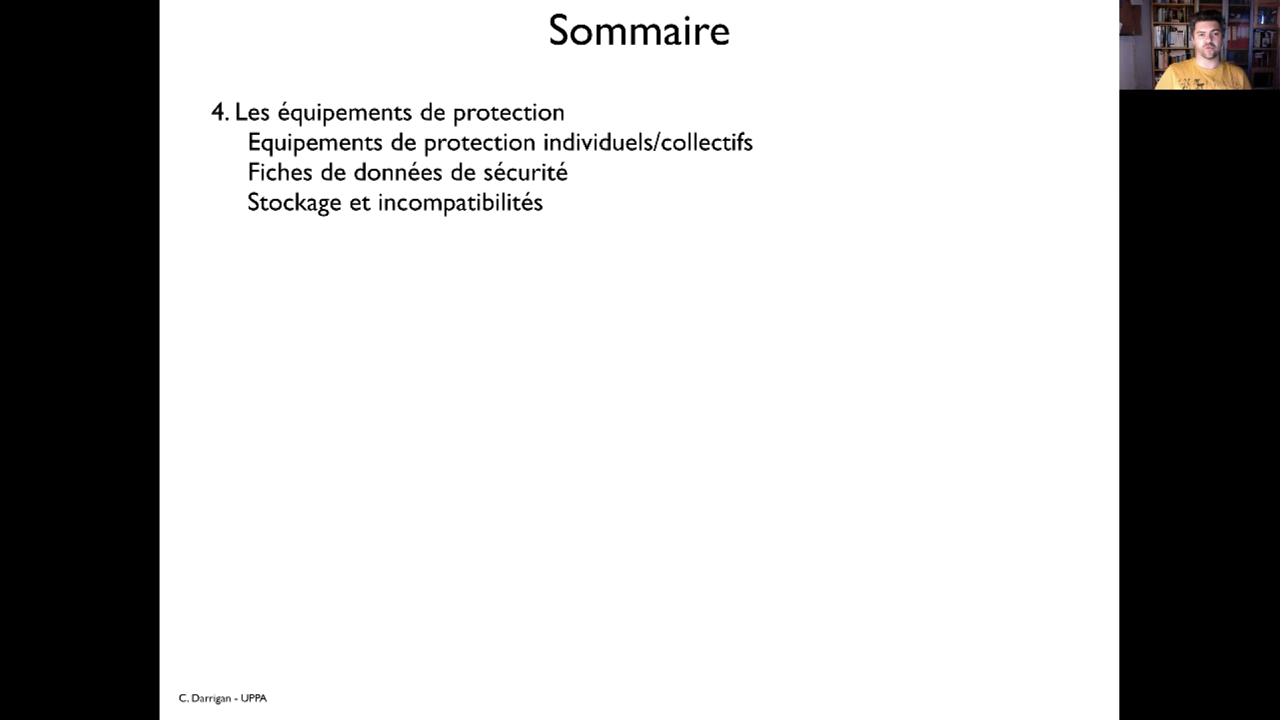 Sommaire
4. Les équipements de protection
Equipements de protection individuels/collectifs
Fiches de données de sécurité
Stockage et incompatibilités
C. Darrigan - UPPA